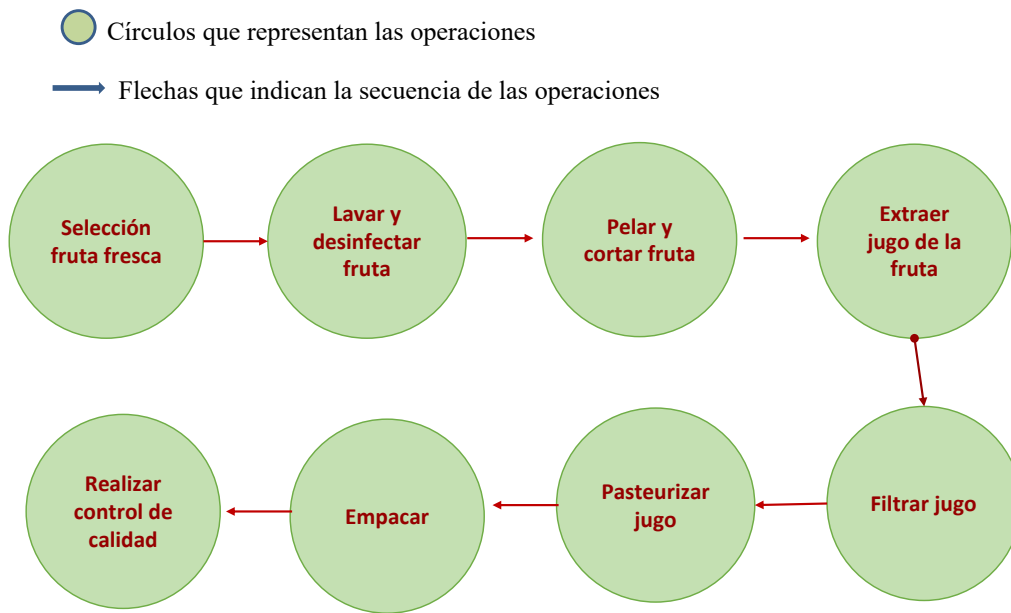 Círculos que representan las operaciones
Flechas que indican la secuencia de las operaciones
Selección
fruta fresca
Lavar y
desinfectar
fruta
Pelar y
cortar fruta
Extraer
jugo de la
fruta
Realizar
control de
calidad
Empacar
Pasteurizar
jugo
Filtrar jugo